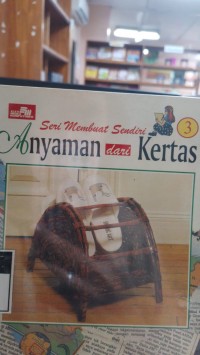 Seri Membuat Sendiri
3
Anyaman dari Kertas